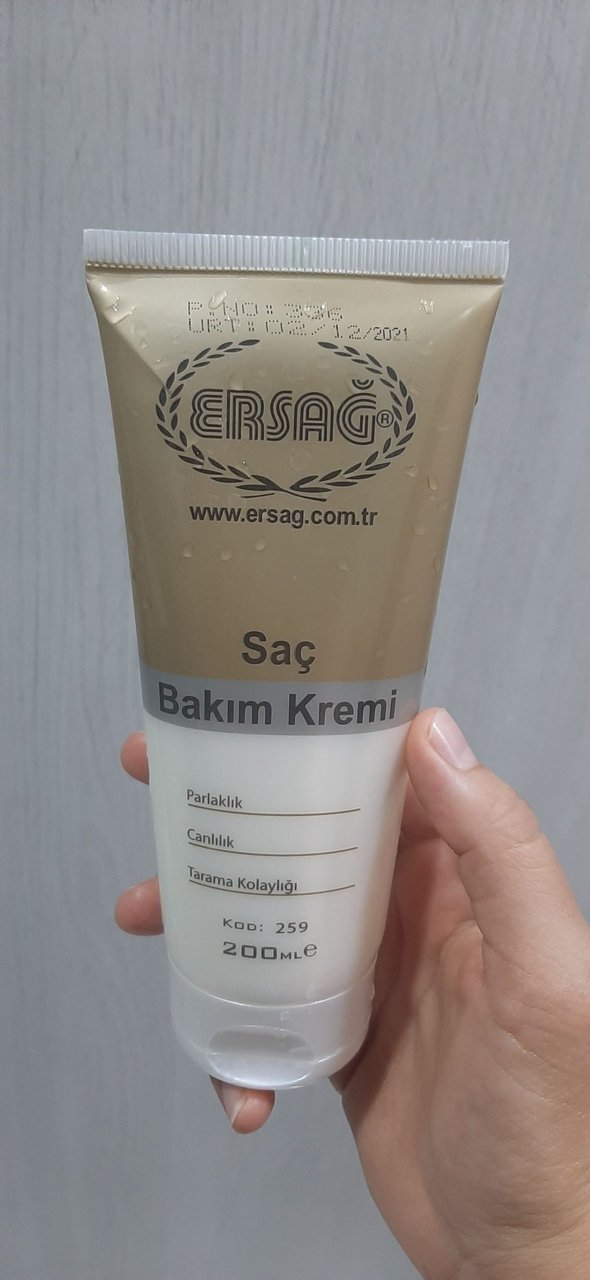 P.NO: 396
URT: 02/12/2021
ERSAĞ®
www.ersag.com.tr
Saç
Bakım Kremi
Parlaklık
Canlılık
Tarama Kolaylığı
KOD: 259
200ML℮